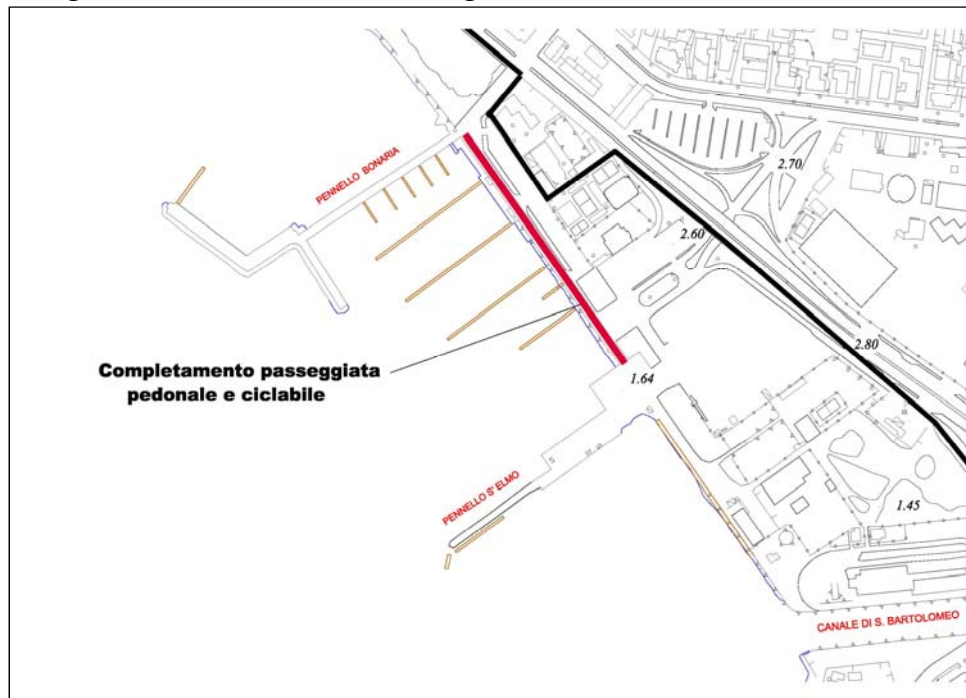 PENNELLO BONARIA
2.70
2.60
2.80
Completamento passeggiata
pedonale e ciclabile
1.64
PENNELLO S'ELMO
1.45
CANALE DI S. BARTOLOMEO